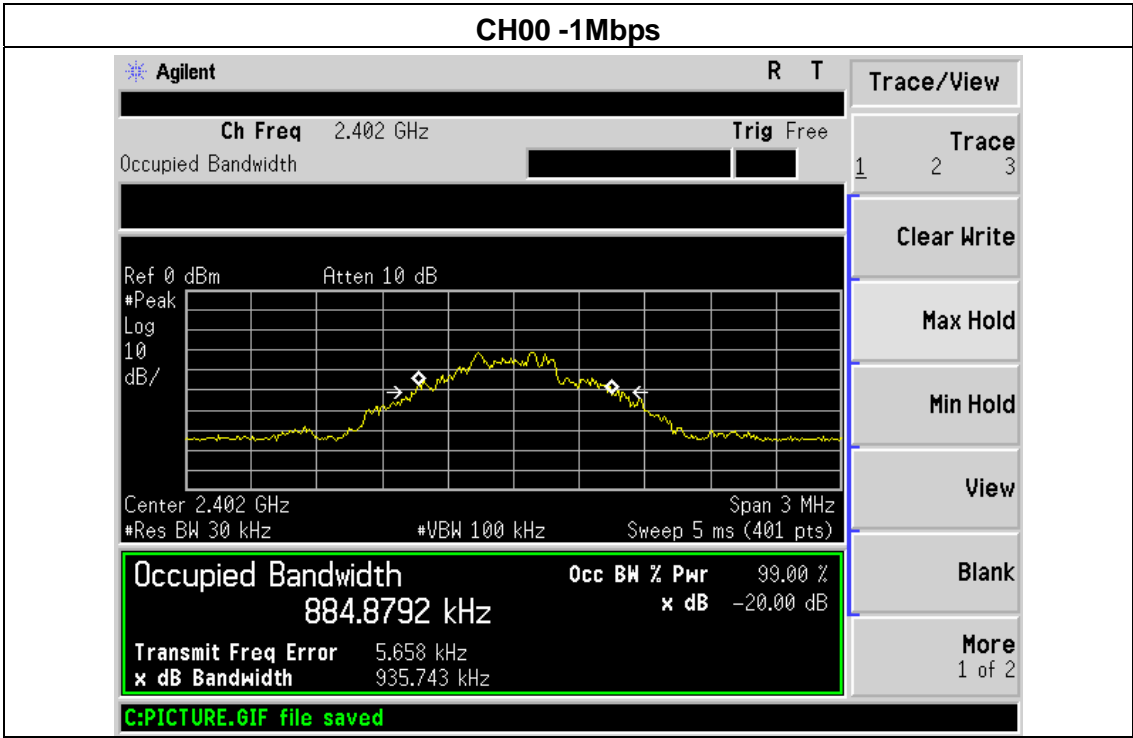 CH00 -1Mbps
Agilent R T
Ch Freq 2.402 GHz Trig Free
Occupied Bandwidth
Ref 0 dBm Atten 10 dB
#Peak
Log
10
dB/
Center 2.402 GHz Span 3 MHz
#Res BW 30 kHz #VBW 100 kHz Sweep 5 ms (401 pts)
Occupied Bandwidth Occ BW % Pwr 99.00 %
884.8792 kHz x dB -20.00 dB
Transmit Freq Error 5.658 kHz
x dB Bandwidth 935.743 kHz
C:PICTURE.GIF file saved
Trace/View
Trace
1 2 3
Clear Write
Max Hold
Min Hold
View
Blank
More
1 of 2